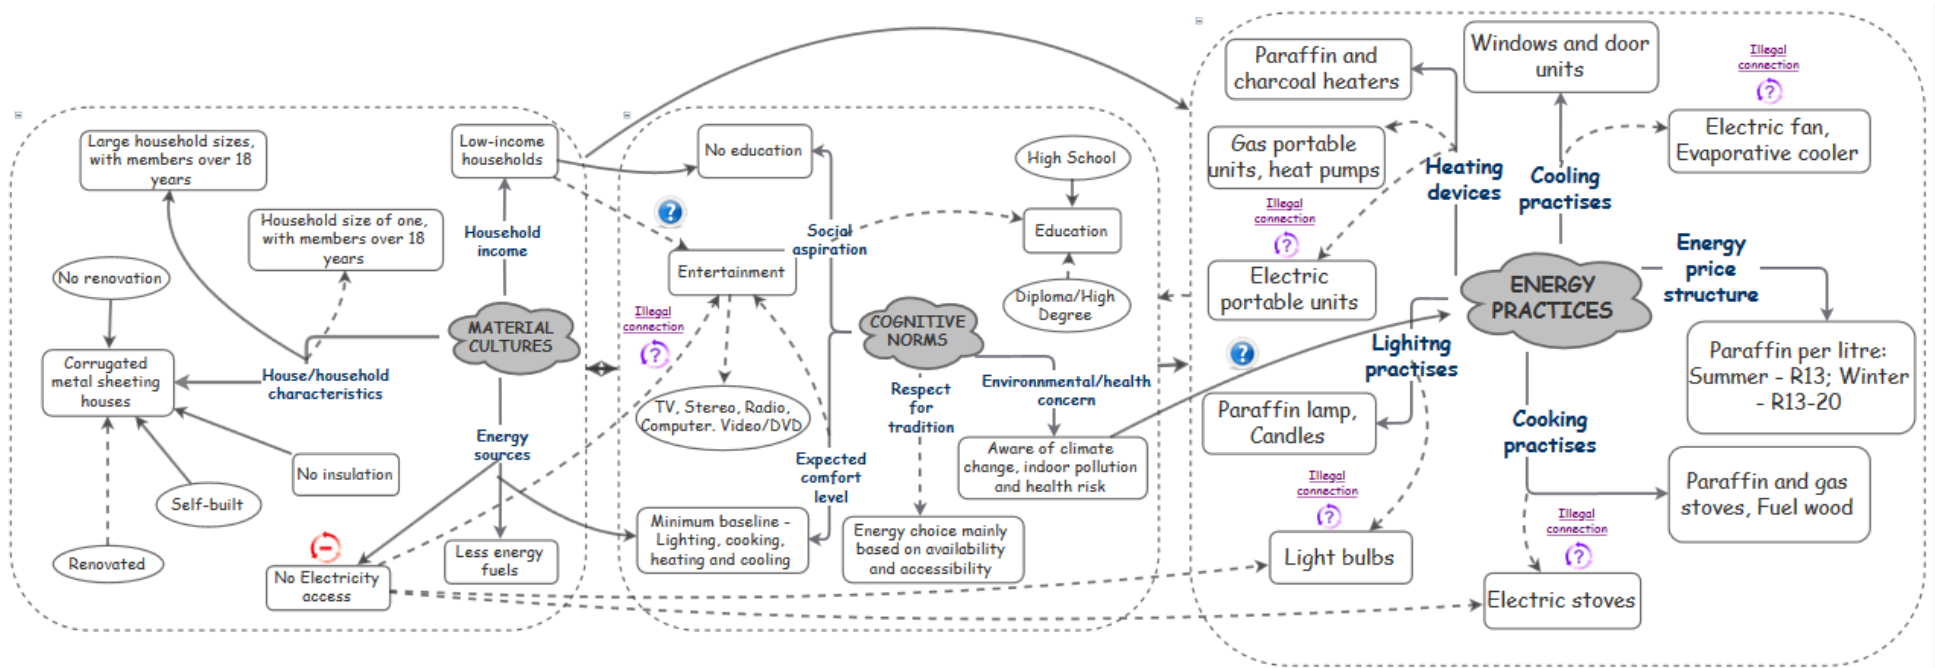 Large household sizes,
with members over 18
years
Low-income
households
Household size of one,
with members over 18
years
Household
income
No renovation
MATERIAL
CULTURES
Corrugated
metal sheeting
houses
House/household
characteristics
Energy
sources
No insulation
Self-built
Renovated
No Electricity
access
Less energy
fuels
Illegal
connection
?
No education
High School
?
Social
aspiration
Education
Entertainment
Diploma/High
Degree
COGNITIVE
NORMS
TV, Stereo, Radio,
Computer. Video/DVD
Respect
for
tradition
Environnmental/health
concern
Expected
comfort
level
Aware of climate
change, indoor pollution
and health risk
Minimum baseline -
Lighting, cooking,
heating and cooling
Energy choice mainly
based on availability
and accessibility
Paraffin and
charcoal heaters
Windows and door
units
Illegal
connection
?
Gas portable
units, heat pumps
Electric fan,
Evaporative cooler
Heating
devices
Cooling
practises
Illegal
connection
?
Electric
portable units
Energy
price
structure
ENERGY
PRACTICES
?
Lighitng
practises
Paraffin per litre:
Summer - R13; Winter
- R13-20
Paraffin lamp,
Candles
Cooking
practises
Illegal
connection
?
Paraffin and gas
stoves, Fuel wood
Illegal
connection
?
Light bulbs
Electric stoves